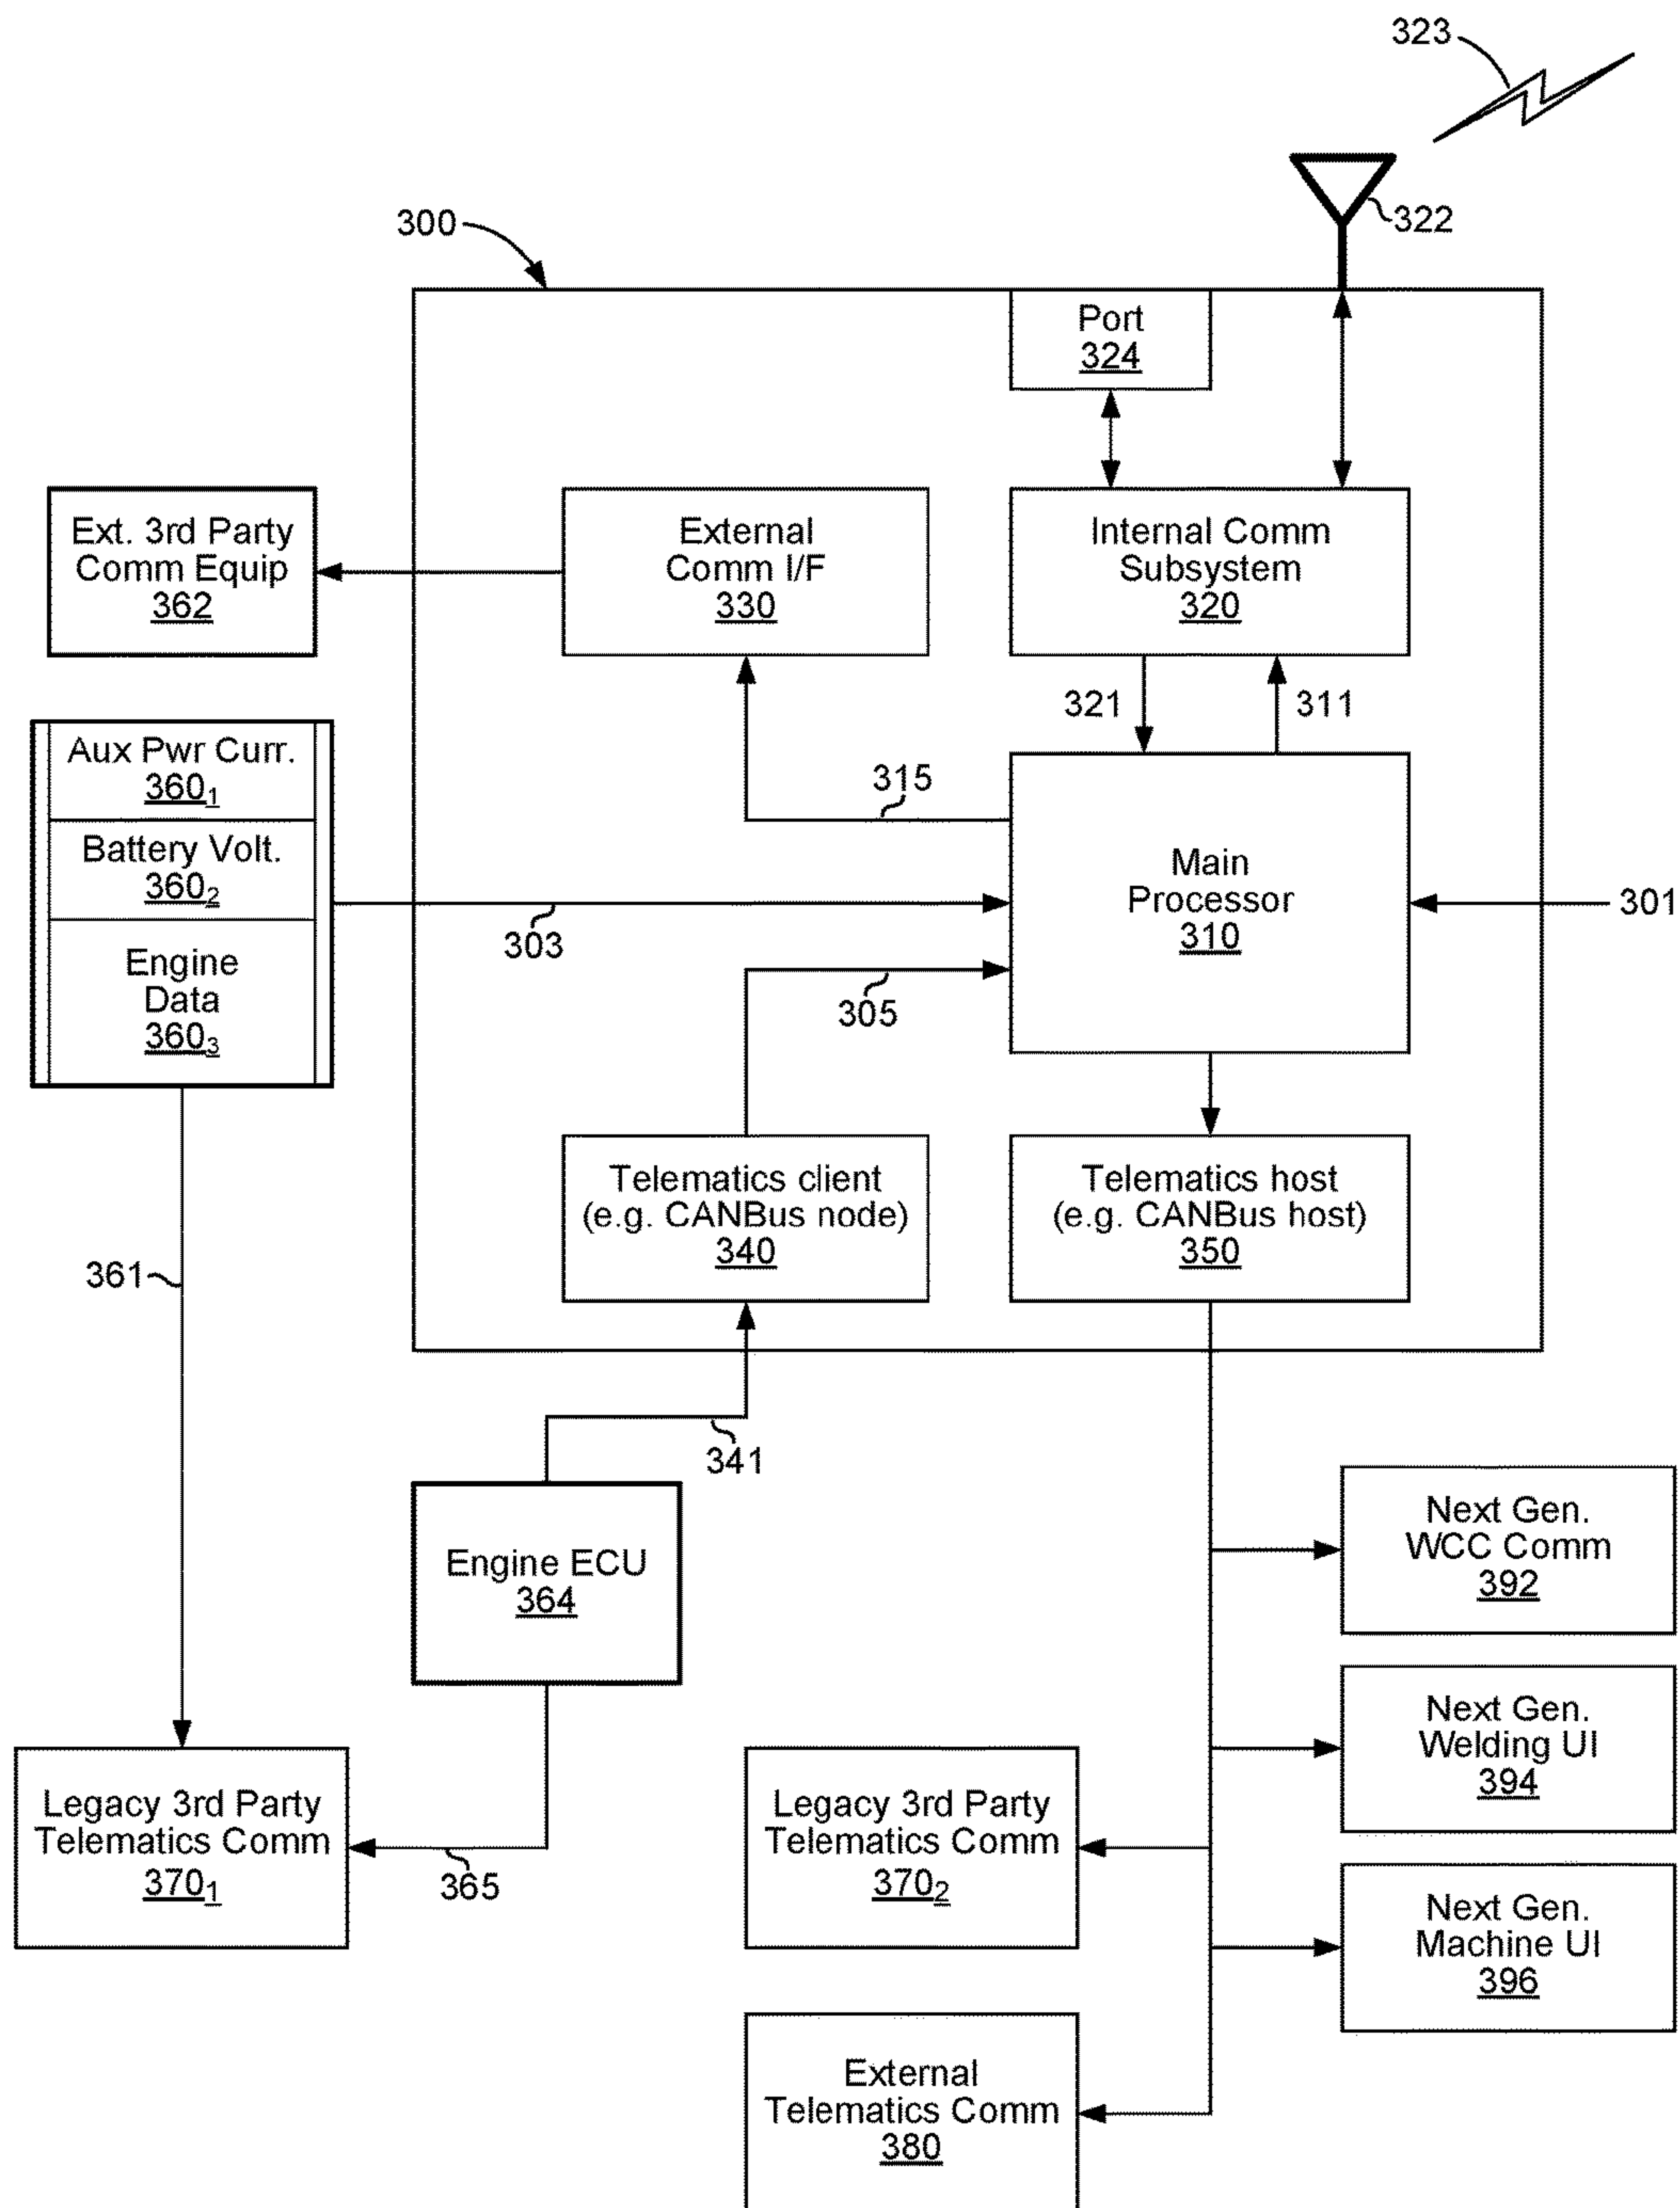 323
322
300
Port
324
Ext. 3rd Party
Comm Equip
362
External
Comm I/F
330
Internal Comm
Subsystem
320
321
311
Aux Pwr Curr.
360₁
Battery Volt.
360₂
Engine
Data
360₃
315
Main
Processor
310
301
303
305
Telematics client
(e.g. CANBus node)
340
Telematics host
(e.g. CANBus host)
350
361
341
Engine ECU
364
Next Gen.
WCC Comm
392
Next Gen.
Welding UI
394
Legacy 3rd Party
Telematics Comm
370₁
365
Legacy 3rd Party
Telematics Comm
370₂
Next Gen.
Machine UI
396
External
Telematics Comm
380